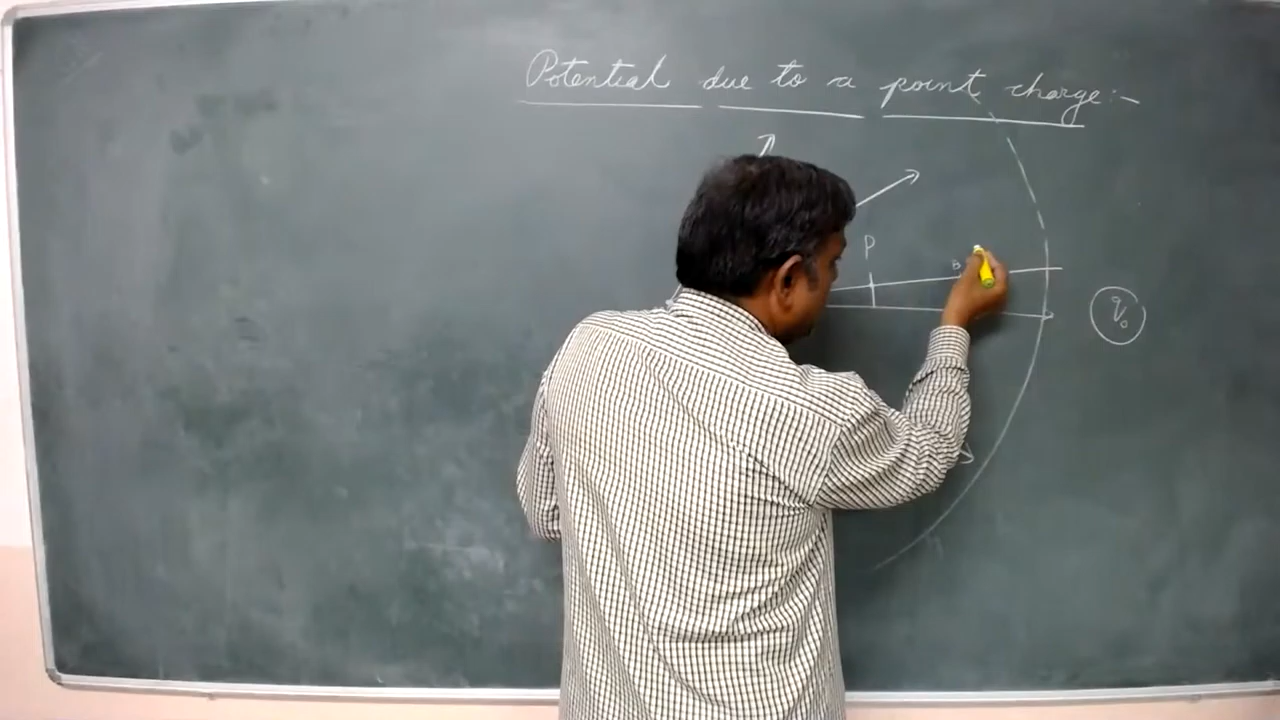 Potential due to a point charge:-
P
B
q₀